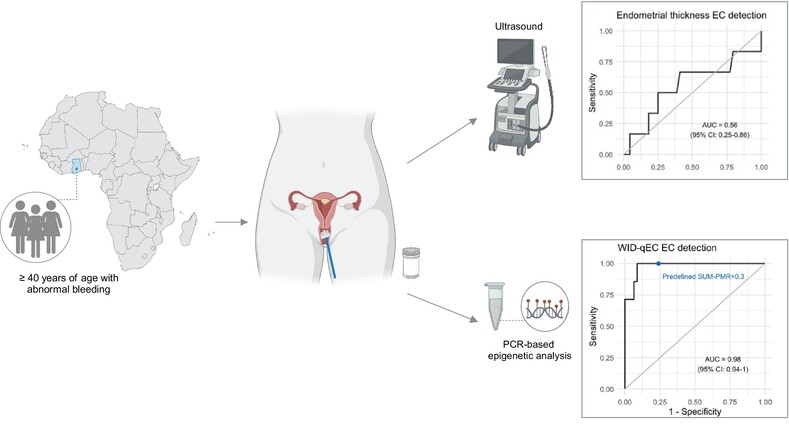 ≥ 40 years of age with
abnormal bleeding
Ultrasound
PCR-based
epigenetic analysis
Endometrial thickness EC detection
Sensitivity
1.00
0.75
0.50
0.25
0.00
AUC = 0.56
(95% CI: 0.25-0.86)
0.00 0.25 0.50 0.75 1.00
WID-qEC EC detection
Sensitivity
1.00
Predefined SUM-PMR=0.3
0.75
0.50
0.25
0.00
AUC = 0.98
(95% CI: 0.94-1)
0.00 0.25 0.50 0.75 1.00
1 - Specificity